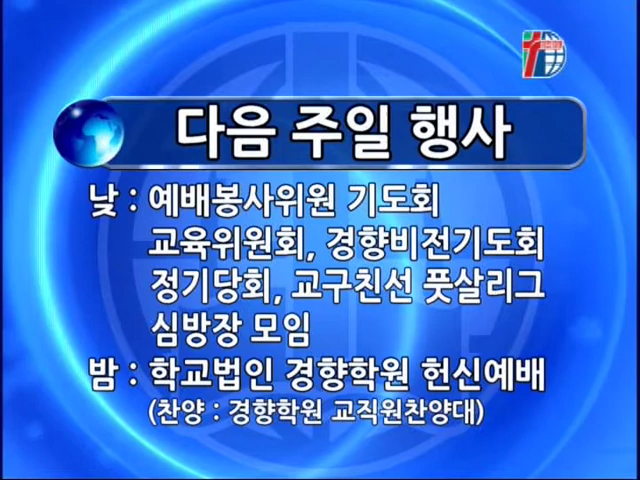 다음 주일 행사
낮 : 예배봉사위원 기도회
교육위원회, 경향비전기도회
정기당회, 교구친선 풋살리그
심방장 모임
밤 : 학교법인 경향학원 헌신예배
(찬양 : 경향학원 교직원찬양대)